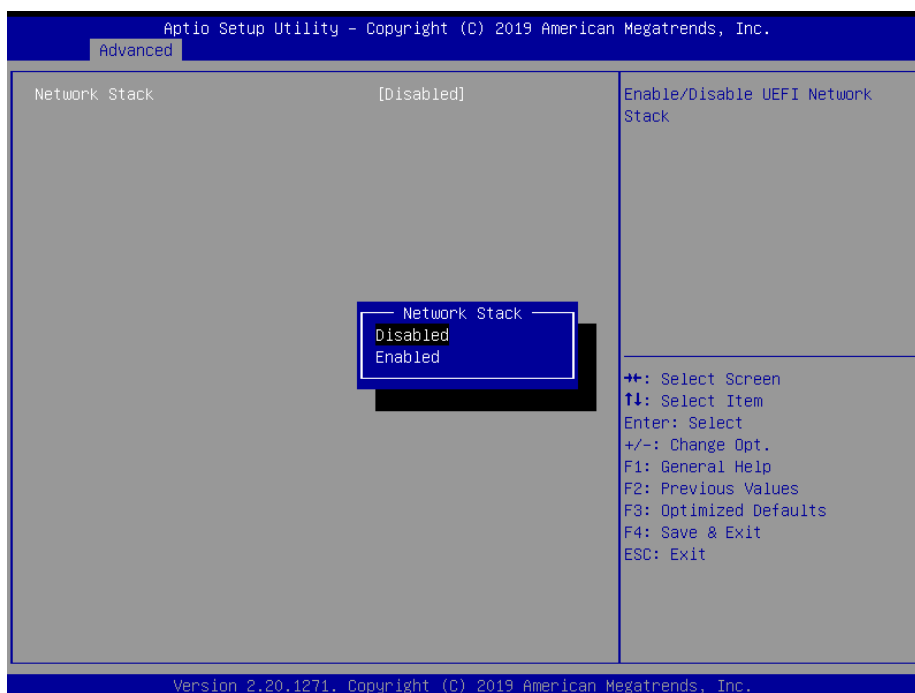 Aptio Setup Utility – Copyright (C) 2019 American Megatrends, Inc.
Advanced
Network Stack [Disabled]
Enable/Disable UEFI Network
Stack
Network Stack
Disabled
Enabled
→←: Select Screen
↑↓: Select Item
Enter: Select
+/-: Change Opt.
F1: General Help
F2: Previous Values
F3: Optimized Defaults
F4: Save & Exit
ESC: Exit
Version 2.20.1271. Copyright (C) 2019 American Megatrends, Inc.